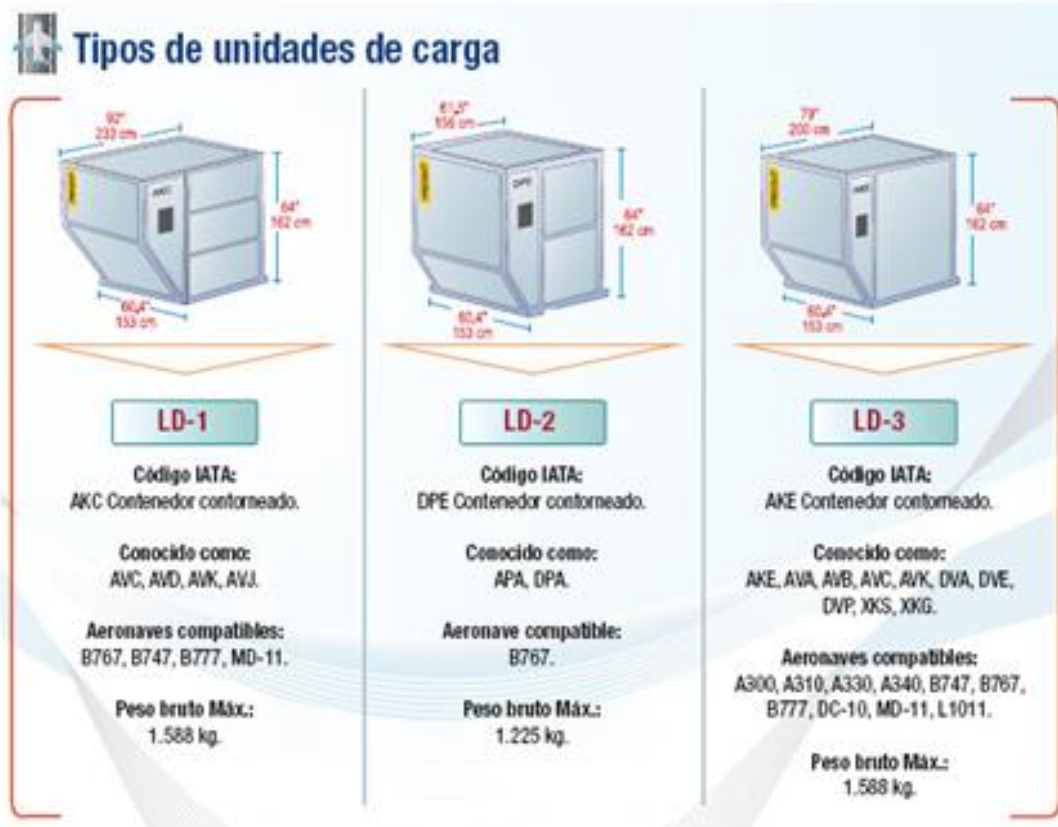 Tipos de unidades de carga
92"
233 cm
64"
162 cm
60,4"
153 cm
AKC
LD-1
Código IATA:
AKC Contenedor contorneado.
Conocido como:
AVC, AVD, AVK, AVJ.
Aeronaves compatibles:
B767, B747, B777, MD-11.
Peso bruto Máx.:
1.588 kg.
61,5"
156 cm
64"
162 cm
60,4"
153 cm
DPE
LD-2
Código IATA:
DPE Contenedor contorneado.
Conocido como:
APA, DPA.
Aeronave compatible:
B767.
Peso bruto Máx.:
1.225 kg.
79"
200 cm
64"
162 cm
60,4"
153 cm
AKE
LD-3
Código IATA:
AKE Contenedor contorneado.
Conocido como:
AKE, AVA, AVB, AVC, AVK, DVA, DVE,
DVP, XKS, XKG.
Aeronaves compatibles:
A300, A310, A330, A340, B747, B767,
B777, DC-10, MD-11, L1011.
Peso bruto Máx.:
1.588 kg.